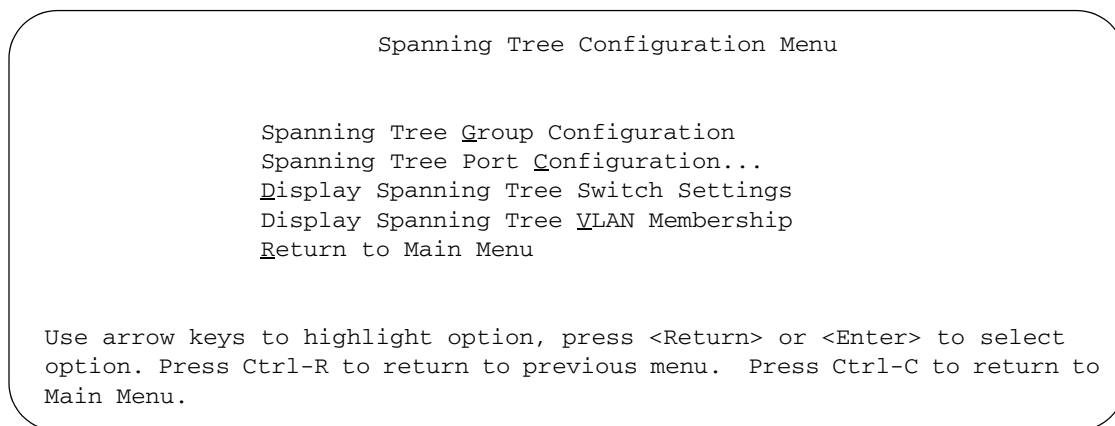 Spanning Tree Configuration Menu
Spanning Tree Group Configuration
Spanning Tree Port Configuration...
Display Spanning Tree Switch Settings
Display Spanning Tree VLAN Membership
Return to Main Menu
Use arrow keys to highlight option, press <Return> or <Enter> to select
option. Press Ctrl-R to return to previous menu.  Press Ctrl-C to return to
Main Menu.